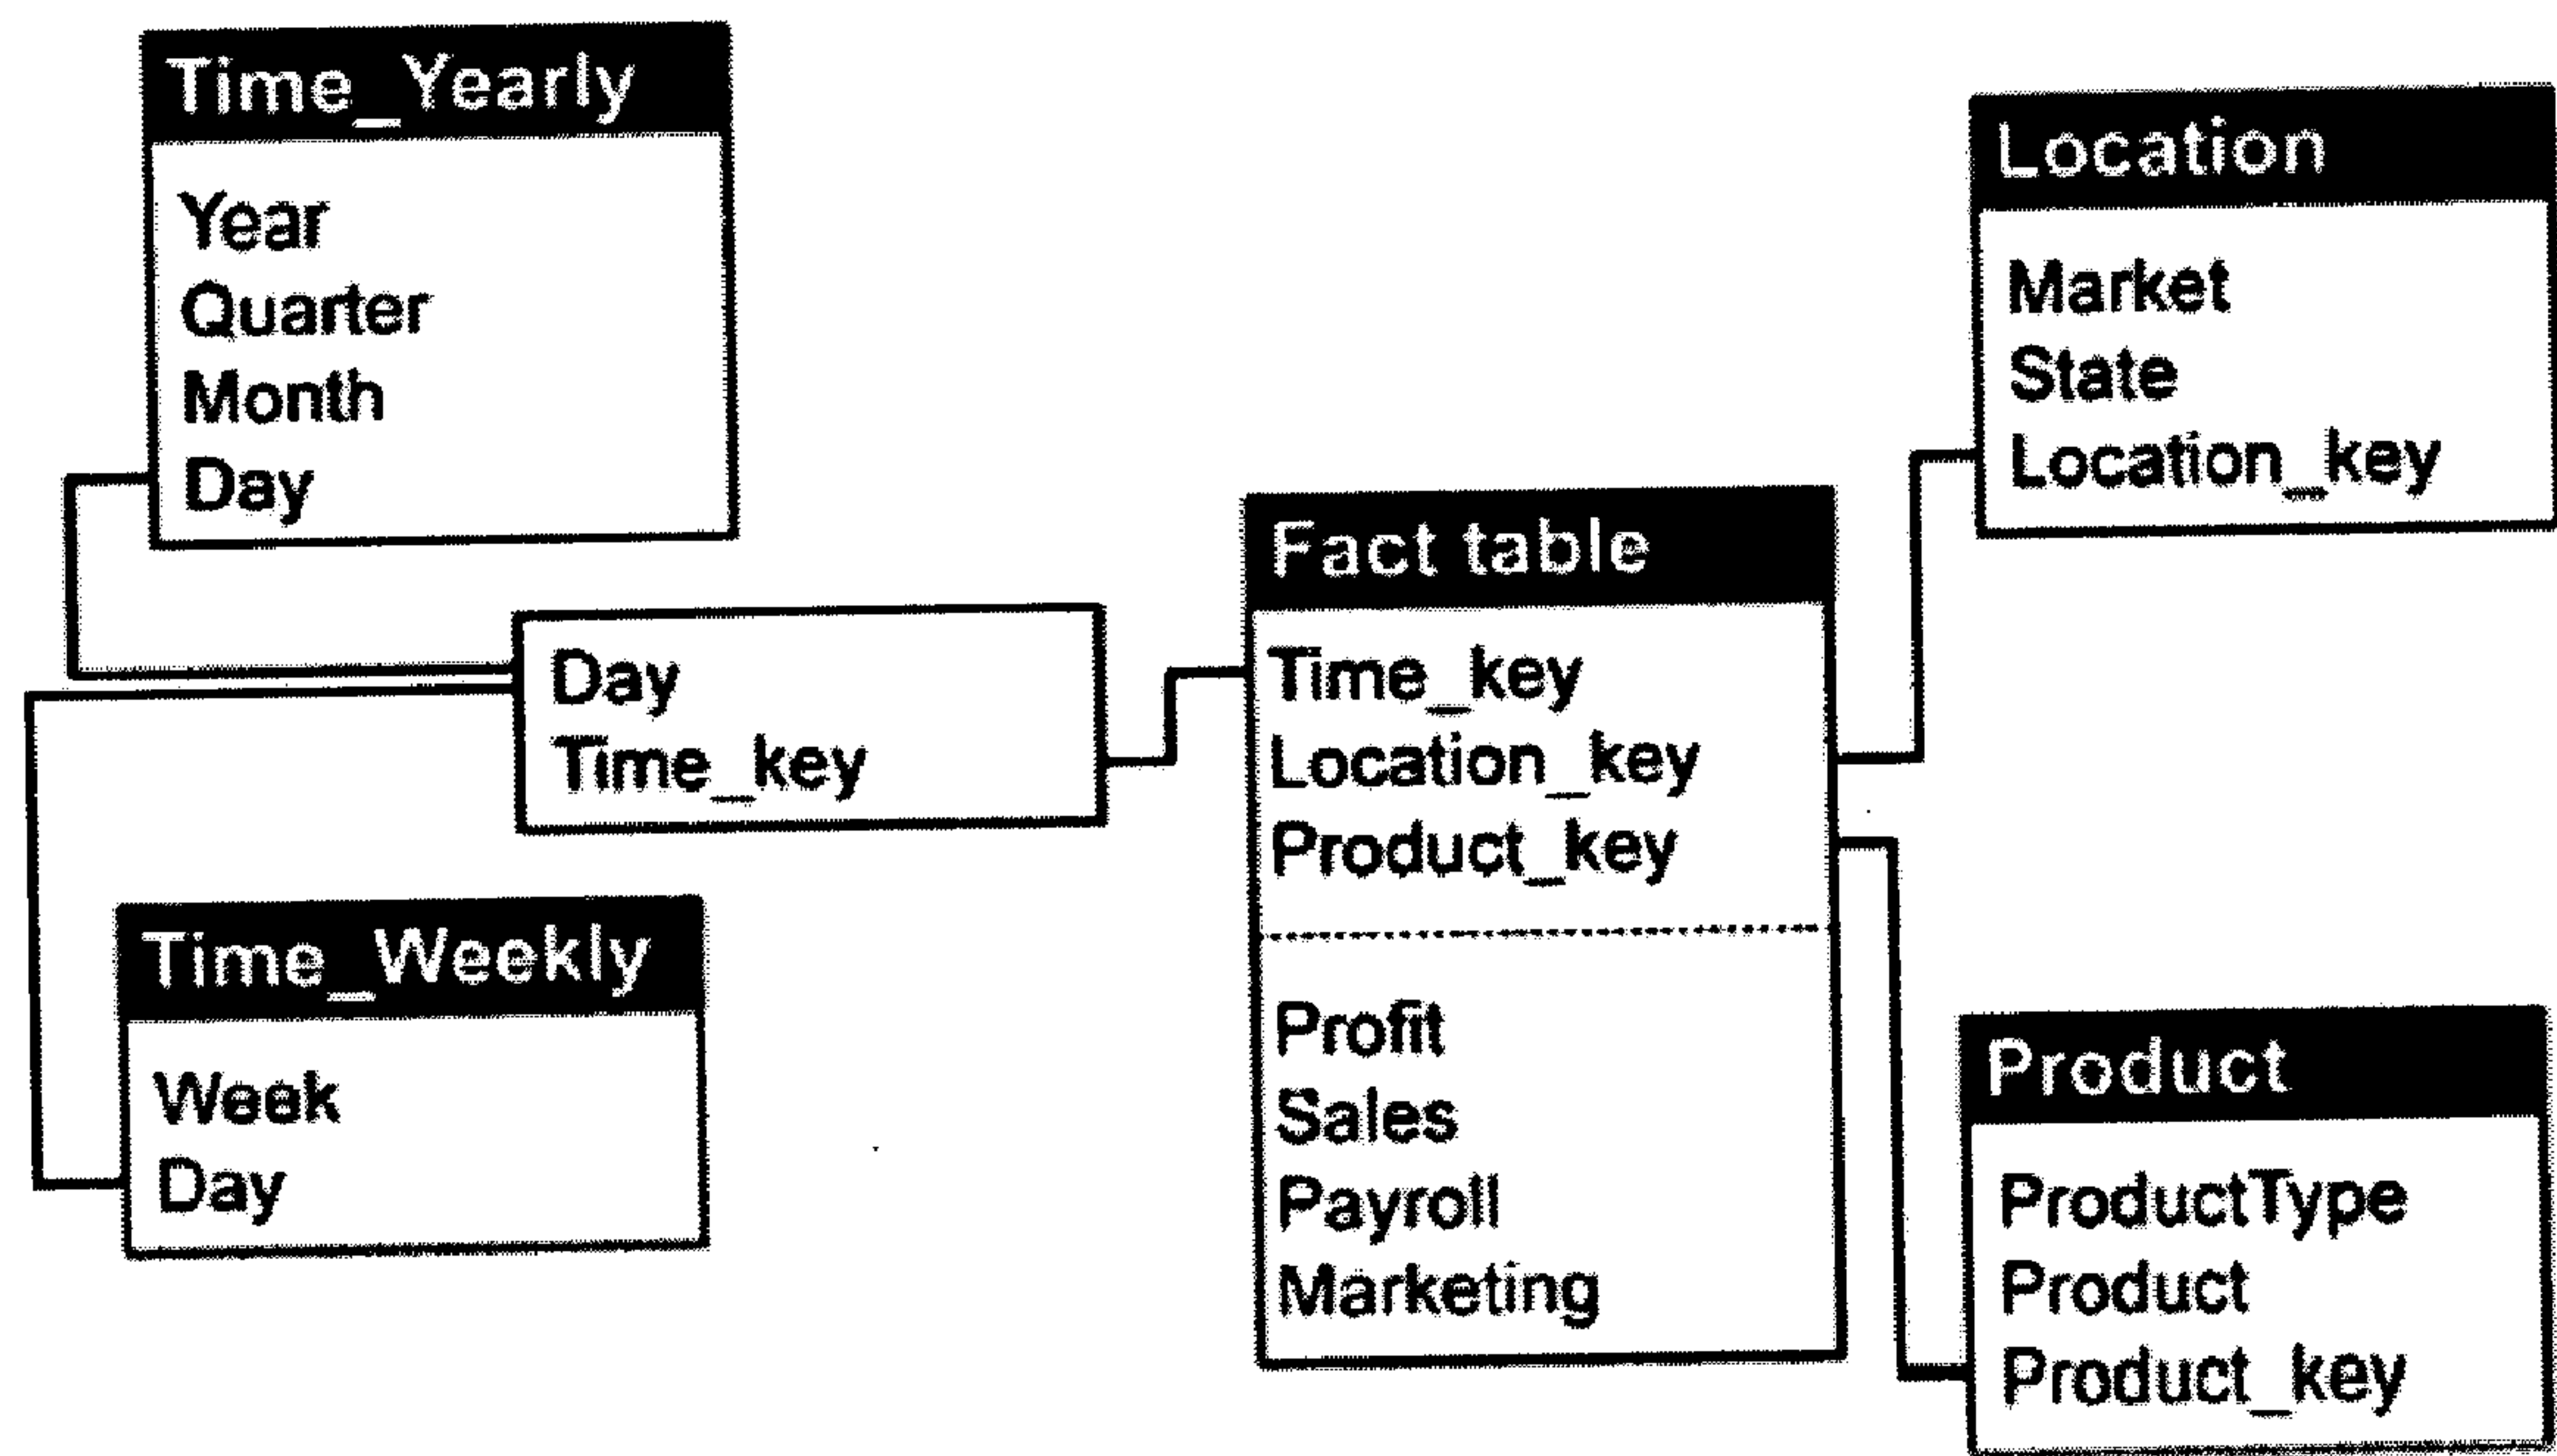 Time_Yearly
Year
Quarter
Month
Day
Day
Time_key
Time_Weekly
Week
Day
Fact table
Time_key
Location_key
Product_key
Profit
Sales
Payroll
Marketing
Location
Market
State
Location_key
Product
ProductType
Product
Product_key